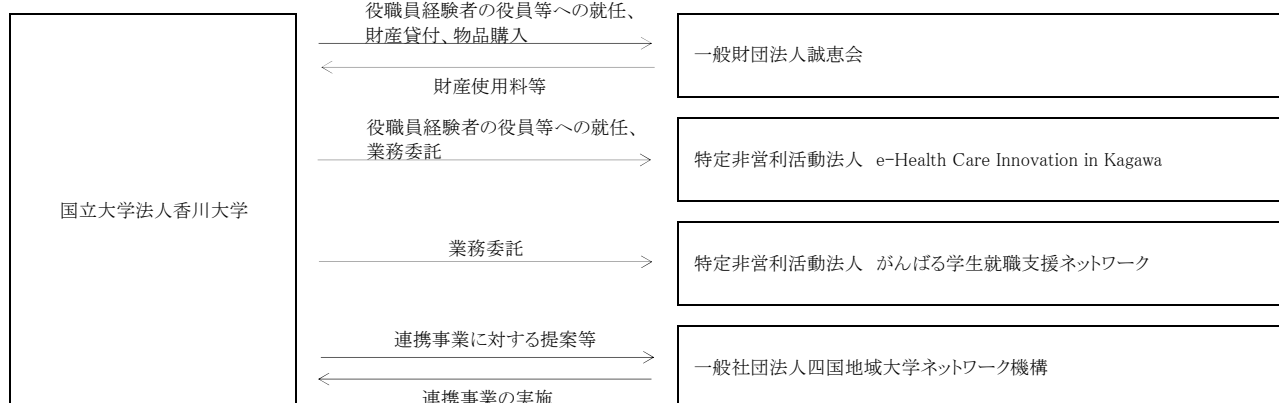 役職員経験者の役員等への就任、
財産貸付、物品購入
一般財団法人誠恵会
財産使用料等
役職員経験者の役員等への就任、
業務委託
特定非営利活動法人 e-Health Care Innovation in Kagawa
国立大学法人香川大学
業務委託
特定非営利活動法人 がんばる学生就職支援ネットワーク
連携事業に対する提案等
一般社団法人四国地域大学ネットワーク機構
連携事業の実施